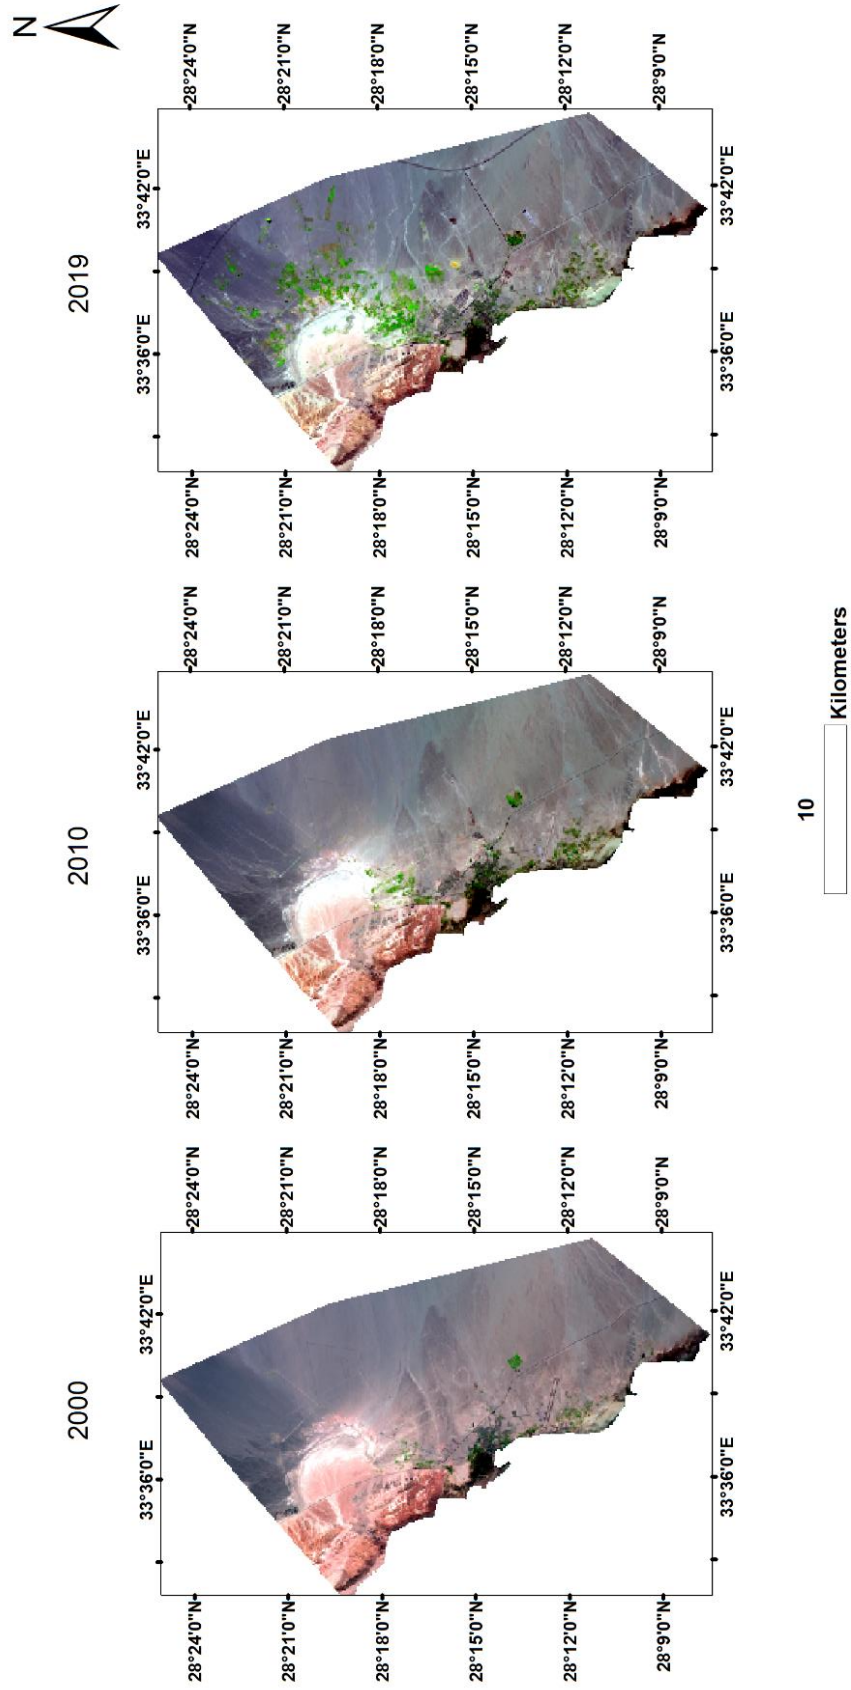 N
2000 2010 2019
33°36'0"E 33°42'0"E 33°36'0"E 33°42'0"E 33°36'0"E 33°42'0"E
28°24'0"N 28°24'0"N 28°24'0"N 28°24'0"N 28°24'0"N 28°24'0"N
28°21'0"N 28°21'0"N 28°21'0"N 28°21'0"N 28°21'0"N 28°21'0"N
28°18'0"N 28°18'0"N 28°18'0"N 28°18'0"N 28°18'0"N 28°18'0"N
28°15'0"N 28°15'0"N 28°15'0"N 28°15'0"N 28°15'0"N 28°15'0"N
28°12'0"N 28°12'0"N 28°12'0"N 28°12'0"N 28°12'0"N 28°12'0"N
28°9'0"N 28°9'0"N 28°9'0"N 28°9'0"N 28°9'0"N 28°9'0"N
33°36'0"E 33°42'0"E 33°36'0"E 33°42'0"E 33°36'0"E 33°42'0"E
10
Kilometers